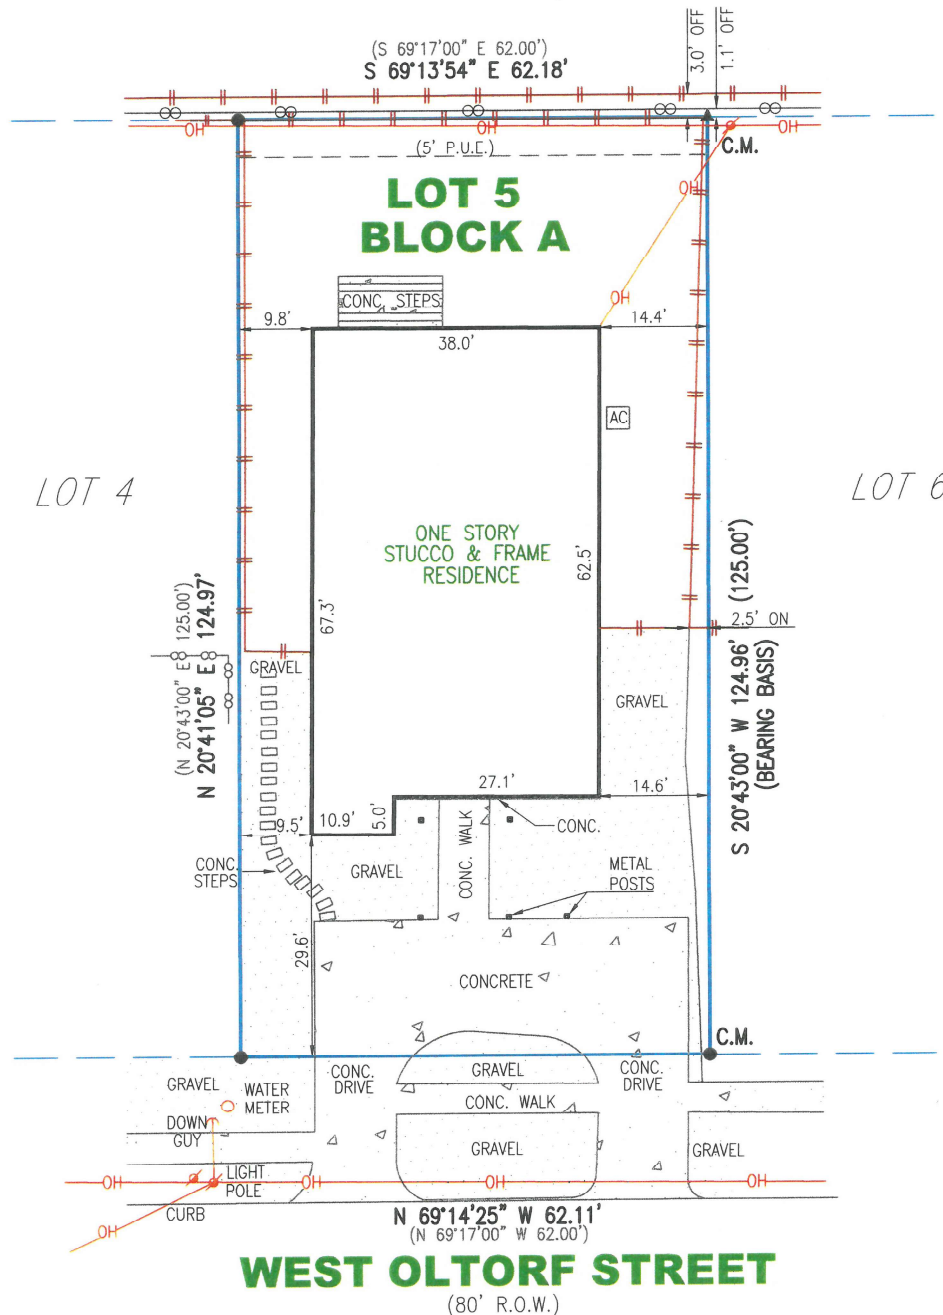 (S 69°17'00" E 62.00')
S 69°13'54" E 62.18'
3.0' OFF
1.1' OFF
OH
OH
OH
C.M.
(5' P.U.E.)
LOT 5
BLOCK A
OH
OH
CONC. STEPS
9.8'
38.0'
14.4'
AC
LOT 4
LOT 6
ONE STORY
STUCCO & FRAME
RESIDENCE
62.5'
67.3'
(N 20°43'00" E 125.00')
N 20°41'05" E 124.97'
S 20°43'00" W 124.96' (125.00')
(BEARING BASIS)
2.5' ON
GRAVEL
GRAVEL
27.1'
14.6'
9.5'
10.9'
5.0'
CONC. WALK
CONC.
CONC.
STEPS
GRAVEL
METAL
POSTS
29.6'
CONCRETE
C.M.
GRAVEL
WATER
METER
CONC.
DRIVE
GRAVEL
CONC.
DRIVE
CONC. WALK
DOWN
GUY
GRAVEL
GRAVEL
LIGHT
POLE
OH
OH
OH
OH
CURB
OH
N 69°14'25" W 62.11'
(N 69°17'00" W 62.00')
WEST OLTORF STREET
(80' R.O.W.)